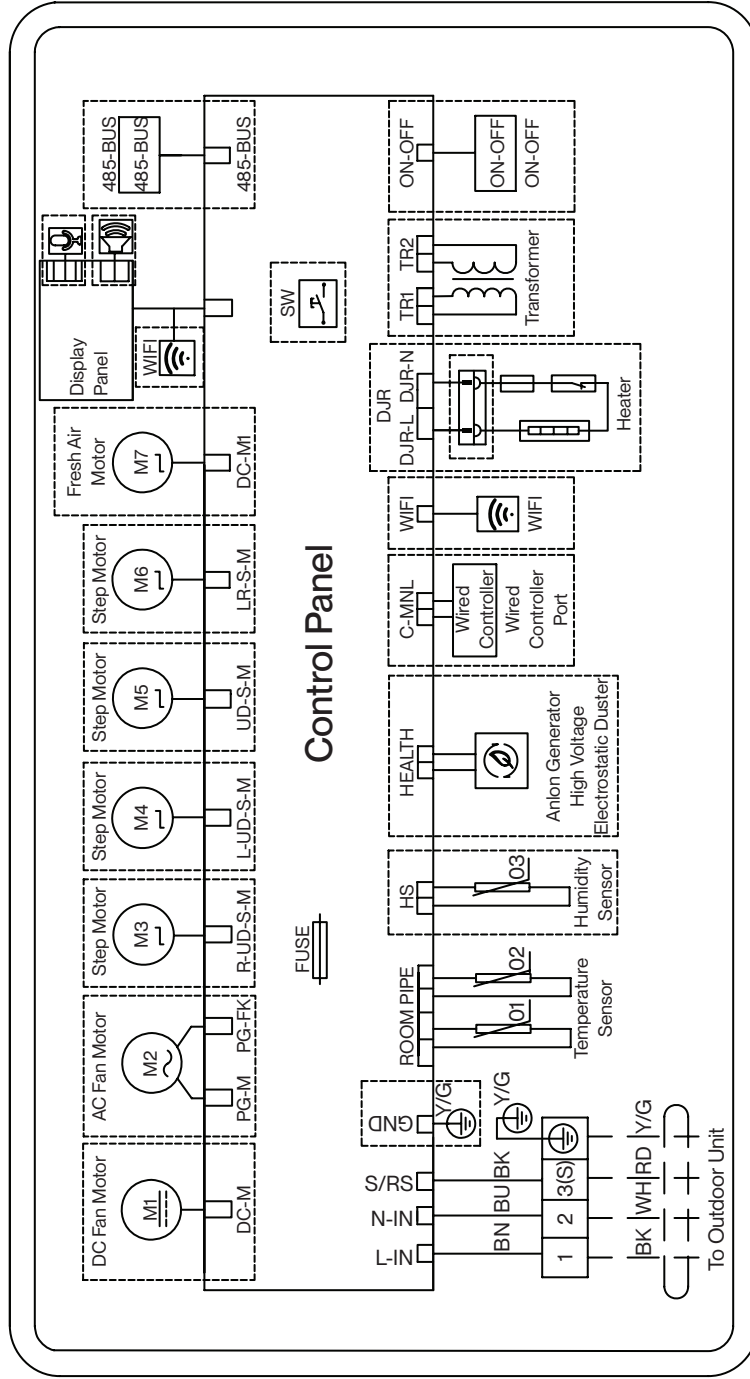 DC Fan Motor
M1
DC-M
AC Fan Motor
M2
PG-M
PG-FK
Step Motor
M3
R-UD-S-M
Step Motor
M4
L-UD-S-M
Step Motor
M5
UD-S-M
Step Motor
M6
LR-S-M
Fresh Air
Motor
M7
DC-M1
Display
Panel
WIFI
485-BUS
485-BUS
485-BUS
FUSE
Control Panel
SW
L-IN
N-IN
S/RS
GND
Y/G
BN
BU
BK
Y/G
1
2
3(S)
BK
WH
RD
Y/G
To Outdoor Unit
ROOM PIPE
01
02
Temperature
Sensor
HS
03
Humidity
Sensor
HEALTH
Anlon Generator
High Voltage
Electrostatic Duster
C-MNL
Wired
Controller
Wired
Controller
Port
WIFI
WIFI
DJR
DJR-L
DJR-N
Heater
TR1
TR2
Transformer
ON-OFF
ON-OFF
ON-OFF